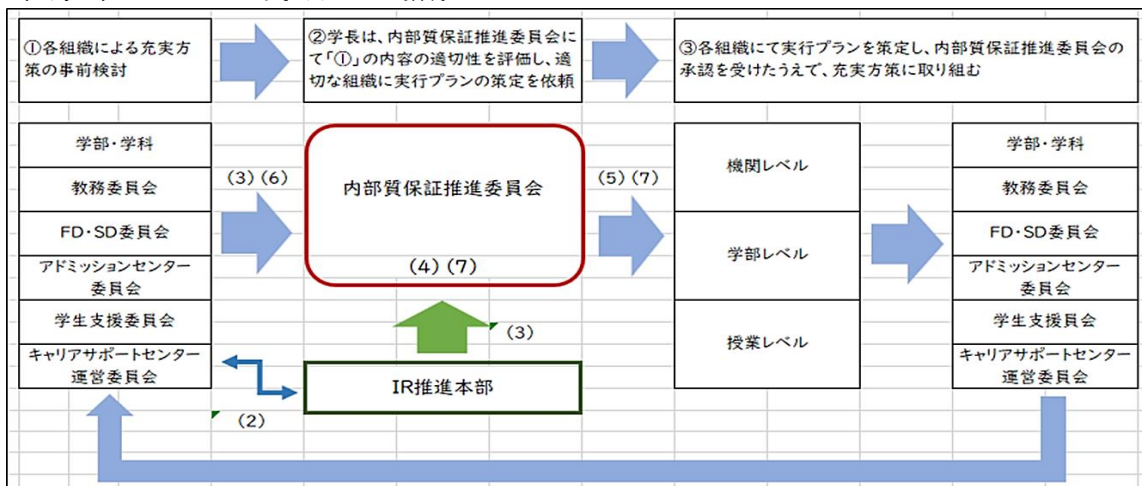 ①各組織による充実方
策の事前検討
②学長は、内部質保証推進委員会に
て「①」の内容の適切性を評価し、適
切な組織に実行プランの策定を依頼
③各組織にて実行プランを策定し、内部質保証推進委員会の
承認を受けたうえで、充実方策に取り組む
学部・学科
教務委員会
FD・SD委員会
アドミッションセンター
委員会
学生支援委員会
キャリアサポートセンター
運営委員会
(3)(6)
内部質保証推進委員会
(4)(7)
(3)
IR推進本部
(2)
(5)(7)
機関レベル
学部レベル
授業レベル
学部・学科
教務委員会
FD・SD委員会
アドミッションセンター
委員会
学生支援員会
キャリアサポートセンター
運営委員会